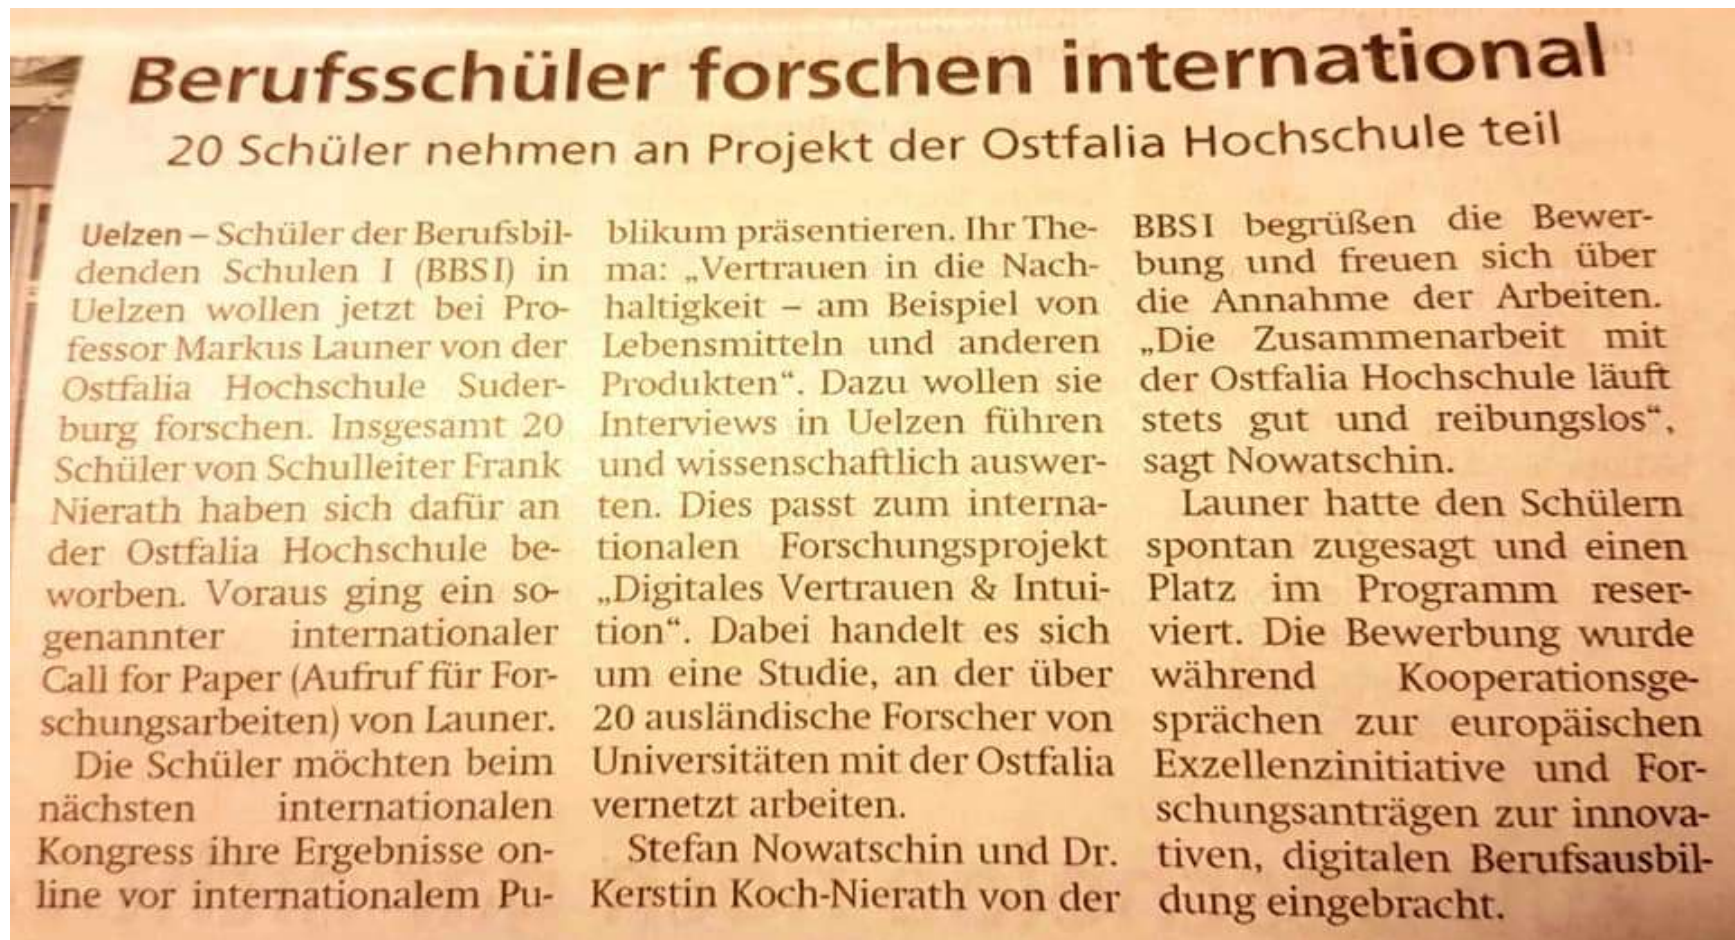 Berufsschüler forschen international
20 Schüler nehmen an Projekt der Ostfalia Hochschule teil
Uelzen – Schüler der Berufsbil-
denden Schulen I (BBS I) in
Uelzen wollen jetzt bei Pro-
fessor Markus Launer von der
Ostfalia Hochschule Suder-
burg forschen. Insgesamt 20
Schüler von Schulleiter Frank
Nierath haben sich dafür an
der Ostfalia Hochschule be-
worben. Voraus ging ein so-
genannter internationaler
Call for Paper (Aufruf für For-
schungsarbeiten) von Launer.
Die Schüler möchten beim
nächsten internationalen
Kongress ihre Ergebnisse on-
line vor internationalem Pu-
blikum präsentieren. Ihr The-
ma: „Vertrauen in die Nach-
haltigkeit – am Beispiel von
Lebensmitteln und anderen
Produkten“. Dazu wollen sie
Interviews in Uelzen führen
und wissenschaftlich auswer-
ten. Dies passt zum interna-
tionalen Forschungsprojekt
„Digitales Vertrauen & Intui-
tion“. Dabei handelt es sich
um eine Studie, an der über
20 ausländische Forscher von
Universitäten mit der Ostfalia
vernetzt arbeiten.
Stefan Nowatschin und Dr.
Kerstin Koch-Nierath von der
BBS I begrüßen die Bewer-
bung und freuen sich über
die Annahme der Arbeiten.
„Die Zusammenarbeit mit
der Ostfalia Hochschule läuft
stets gut und reibungslos“,
sagt Nowatschin.
Launer hatte den Schülern
spontan zugesagt und einen
Platz im Programm reser-
viert. Die Bewerbung wurde
während Kooperationsge-
sprächen zur europäischen
Exzellenzinitiative und For-
schungsanträgen zur innova-
tiven, digitalen Berufsausbil-
dung eingebracht.